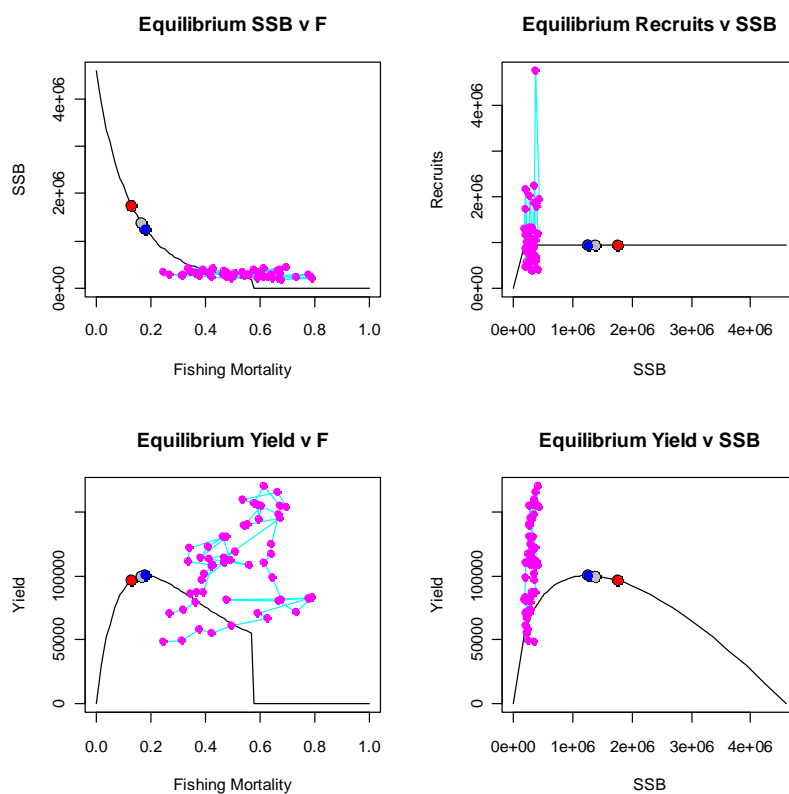 Equilibrium SSB v F
SSB
0e+00
2e+06
4e+06
0.0 0.2 0.4 0.6 0.8 1.0
Fishing Mortality
Equilibrium Recruits v SSB
Recruits
0e+00
2e+06
4e+06
0e+00 1e+06 2e+06 3e+06 4e+06
SSB
Equilibrium Yield v F
Yield
0
50000
100000
0.0 0.2 0.4 0.6 0.8 1.0
Fishing Mortality
Equilibrium Yield v SSB
Yield
0
50000
100000
0e+00 1e+06 2e+06 3e+06 4e+06
SSB